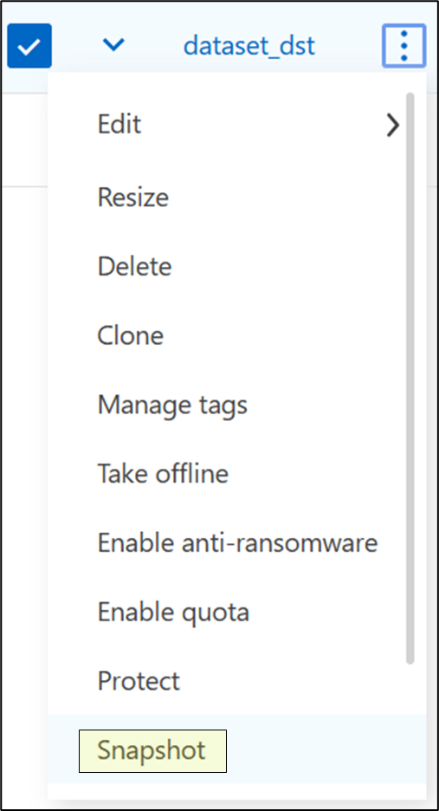 dataset_dst
Edit
Resize
Delete
Clone
Manage tags
Take offline
Enable anti-ransomware
Enable quota
Protect
Snapshot